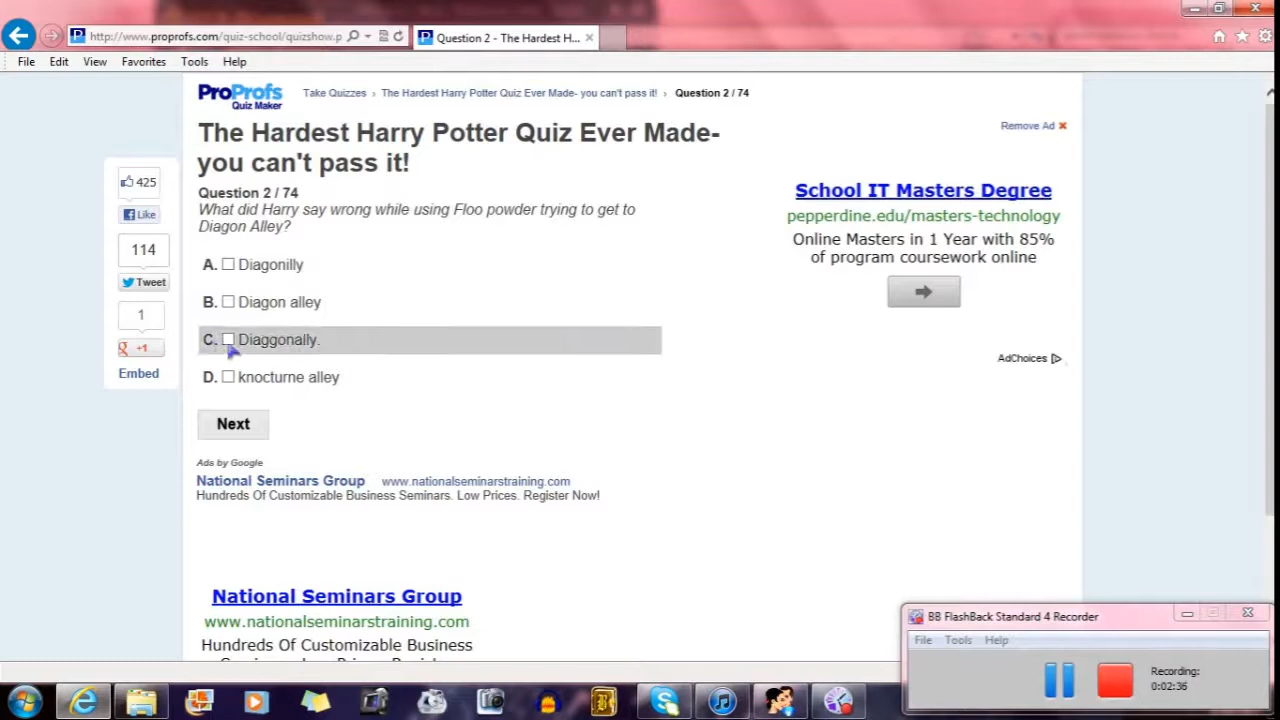 http://www.proprofs.com/quiz-school/quizshow.p
Question 2 - The Hardest H...
File Edit View Favorites Tools Help
ProProfs
Quiz Maker
Take Quizzes › The Hardest Harry Potter Quiz Ever Made- you can't pass it! › Question 2 / 74
The Hardest Harry Potter Quiz Ever Made-
you can't pass it!
Remove Ad ✖
Question 2 / 74
What did Harry say wrong while using Floo powder trying to get to
Diagon Alley?
A. Diagonilly
B. Diagon alley
C. Diaggonally.
D. knocturne alley
Next
425
Like
114
Tweet
1
g +1
Embed
School IT Masters Degree
pepperdine.edu/masters-technology
Online Masters in 1 Year with 85%
of program coursework online
AdChoices
Ads by Google
National Seminars Group www.nationalseminarstraining.com
Hundreds Of Customizable Business Seminars. Low Prices. Register Now!
National Seminars Group
www.nationalseminarstraining.com
Hundreds Of Customizable Business
BB FlashBack Standard 4 Recorder
File Tools Help
Recording:
0:02:36